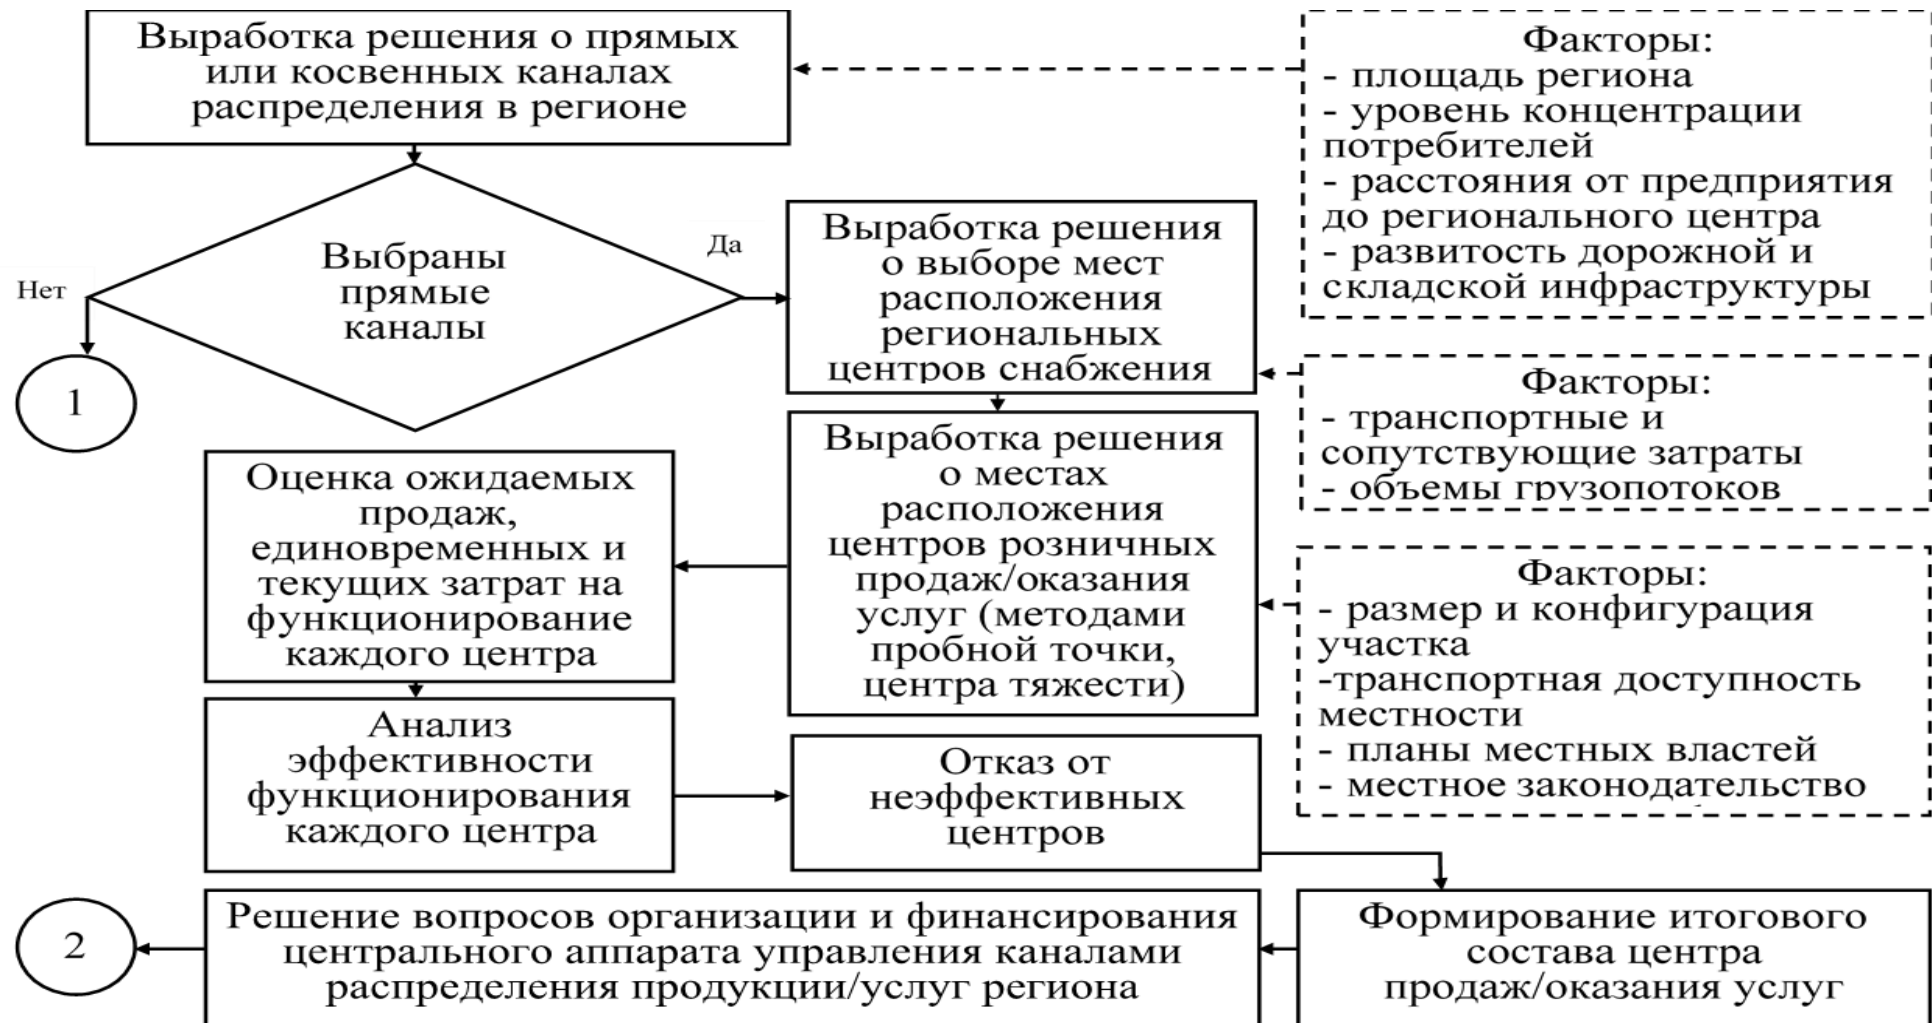 Выработка решения о прямых
или косвенных каналах
распределения в регионе
Факторы:
- площадь региона
- уровень концентрации
потребителей
- расстояния от предприятия
до регионального центра
- развитость дорожной и
складской инфраструктуры
Выбраны
прямые
каналы
Да
Нет
1
Выработка решения
о выборе мест
расположения
региональных
центров снабжения
Факторы:
- транспортные и
сопутствующие затраты
- объемы грузопотоков
Выработка решения
о местах
расположения
центров розничных
продаж/оказания
услуг (методами
пробной точки,
центра тяжести)
Факторы:
- размер и конфигурация
участка
-транспортная доступность
местности
- планы местных властей
- местное законодательство
Оценка ожидаемых
продаж,
единовременных и
текущих затрат на
функционирование
каждого центра
Анализ
эффективности
функционирования
каждого центра
Отказ от
неэффективных
центров
Формирование итогового
состава центра
продаж/оказания услуг
Решение вопросов организации и финансирования
центрального аппарата управления каналами
распределения продукции/услуг региона
2